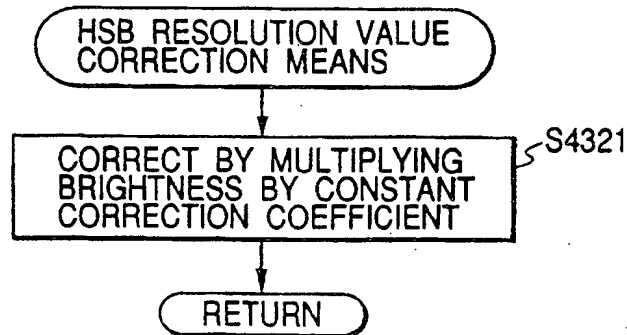 HSB RESOLUTION VALUE
CORRECTION MEANS
S4321
CORRECT BY MULTIPLYING
BRIGHTNESS BY CONSTANT
CORRECTION COEFFICIENT
RETURN